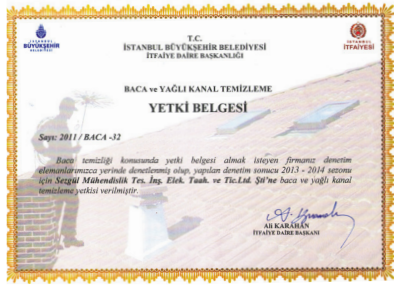 İSTANBUL
BÜYÜKŞEHİR
BELEDİYESİ
T.C.
İSTANBUL BÜYÜKŞEHİR BELEDİYESİ
İTFAİYE DAİRE BAŞKANLIĞI
İSTANBUL
İTFAİYESİ
BACA ve YAĞLI KANAL TEMİZLEME
YETKİ BELGESİ
Sayı: 2011 / BACA -32
Baca temizliği konusunda yetki belgesi almak isteyen firmanız denetim
elemanlarımızca yerinde denetlenmiş olup, yapılan denetim sonucu 2013 - 2014 sezonu
için Sezgül Mühendislik Tes. İnş. Elek. Taah. ve Tic.Ltd. Şti'ne baca ve yağlı kanal
temizleme yetkisi verilmiştir.
Ali KARAHAN
İTFAİYE DAİRE BAŞKANI